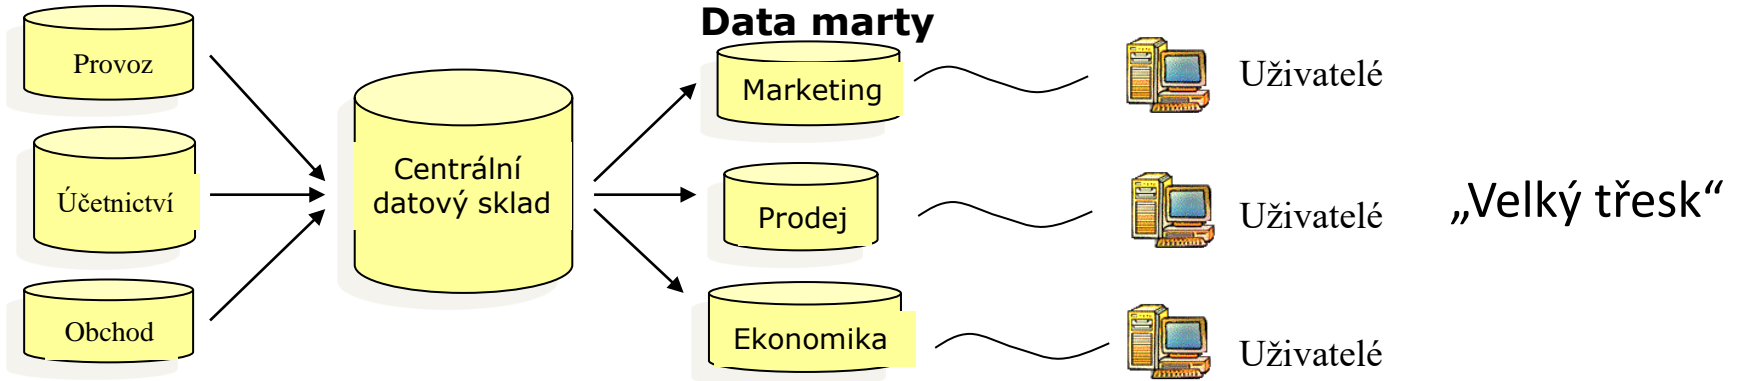 Data marty
Provoz
Účetnictví
Obchod
Centrální
datový sklad
Marketing
Prodej
Ekonomika
Uživatelé
Uživatelé
Uživatelé
„Velký třesk“